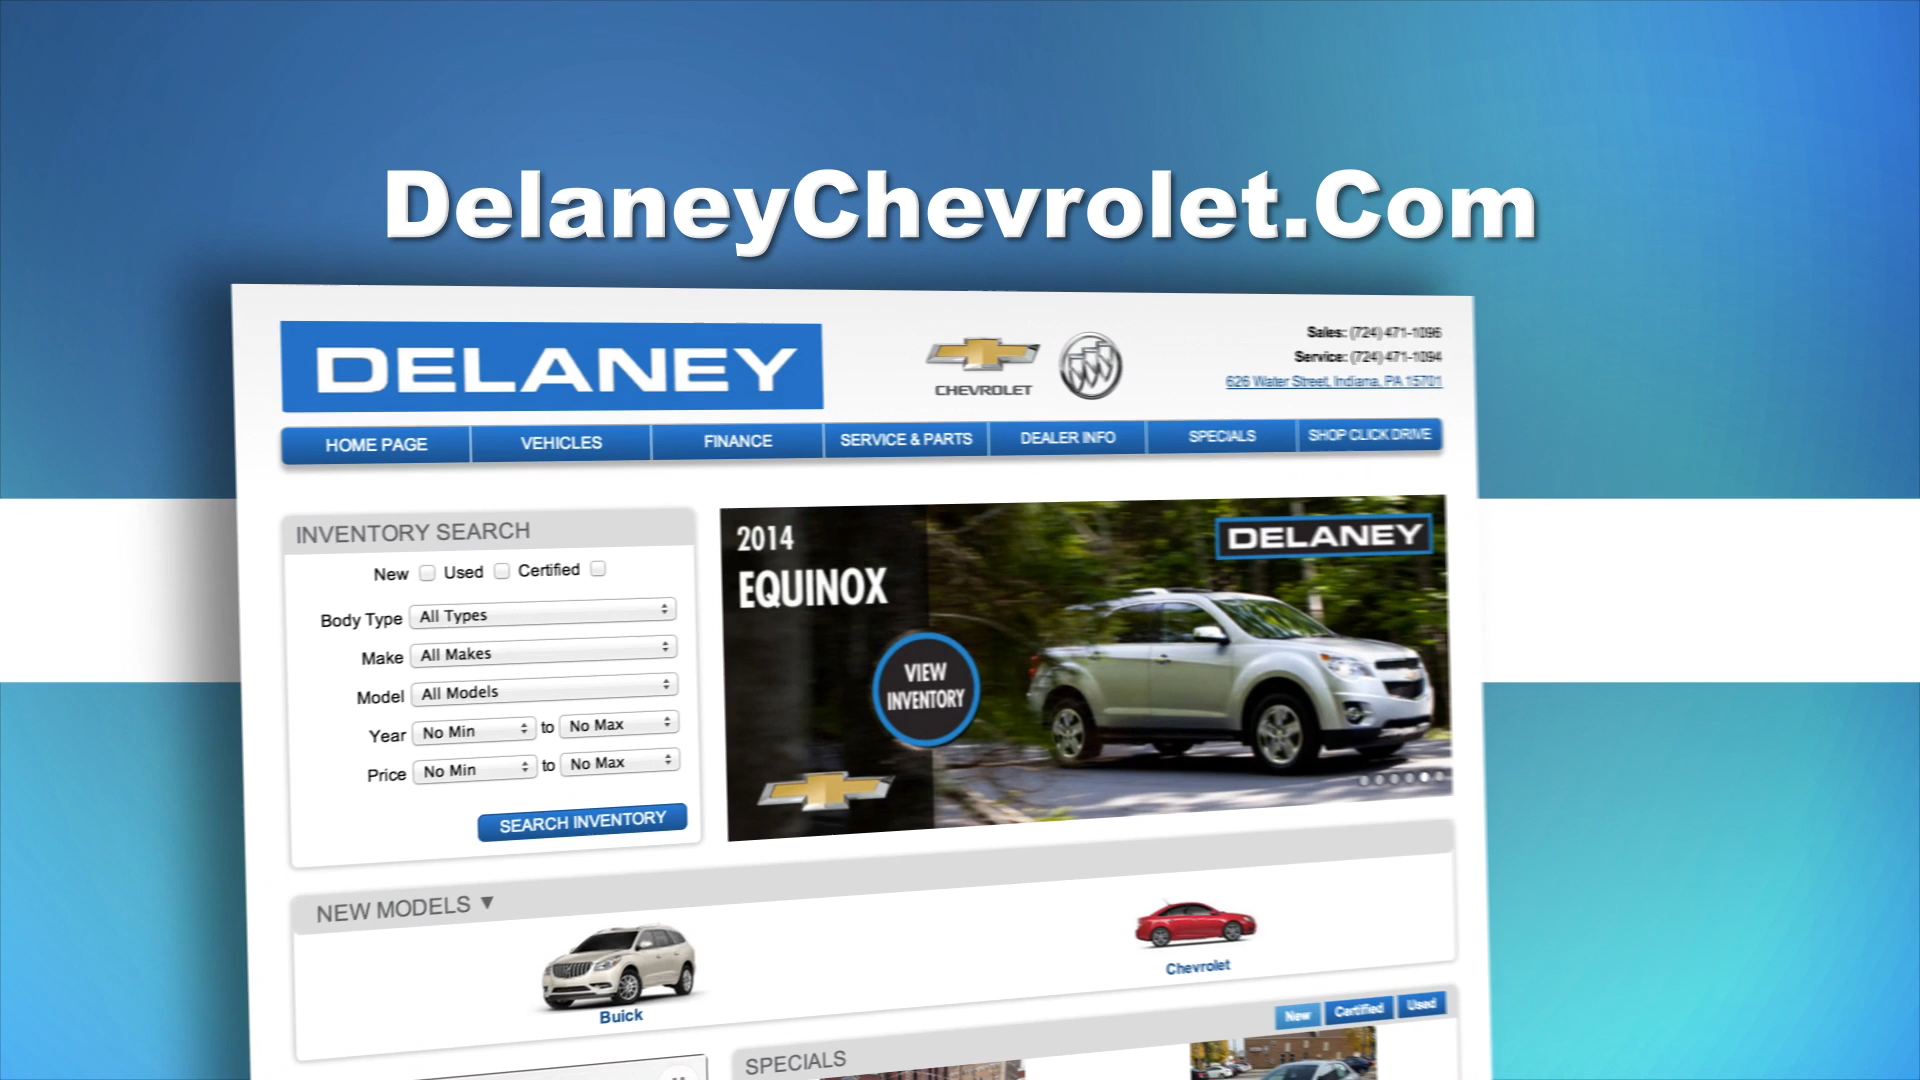 DelaneyChevrolet.Com
DELANEY
CHEVROLET
Sales: (724) 471-1096
Service: (724) 471-1094
626 Water Street, Indiana, PA 15701
HOME PAGE VEHICLES FINANCE SERVICE & PARTS DEALER INFO SPECIALS SHOP CLICK DRIVE
INVENTORY SEARCH
New Used Certified
Body Type All Types
Make All Makes
Model All Models
Year No Min to No Max
Price No Min to No Max
SEARCH INVENTORY
2014
EQUINOX
DELANEY
VIEW
INVENTORY
NEW MODELS ▼
Buick
Chevrolet
SPECIALS
New Certified Used